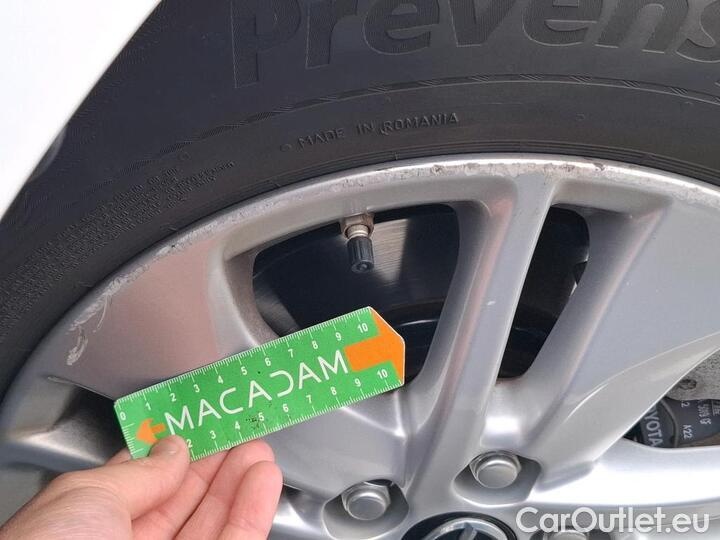 Prevens
MADE IN ROMANIA
0 1 2 3 4 5 6 7 8 9 10
MACADAM
2 3 4 5 6 7 8 9 10
TOYOTA
N22
CarOutlet.eu